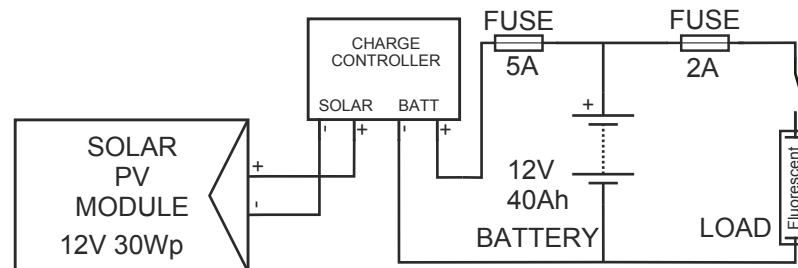 CHARGE
CONTROLLER
SOLAR BATT
- + - +
FUSE
5A
FUSE
2A
SOLAR
PV
MODULE
12V 30Wp
+
-
+
12V
40Ah
BATTERY
LOAD
Fluorescent